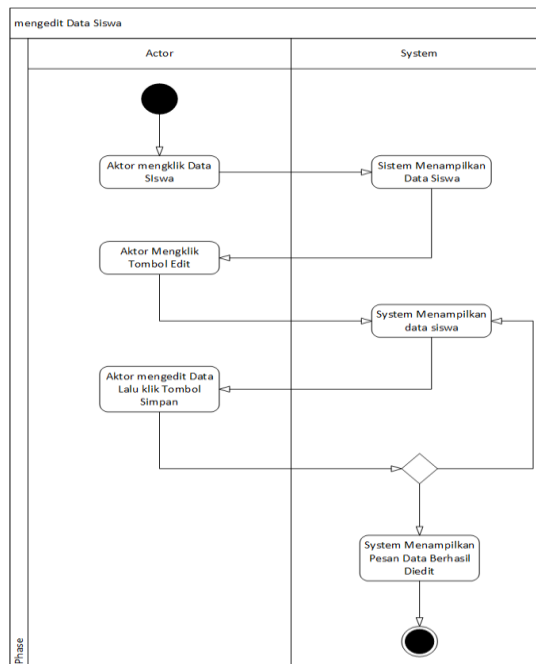 mengedit Data Siswa
Actor
System
Aktor mengklik Data
SIswa
Sistem Menampilkan
Data Siswa
Aktor Mengklik
Tombol Edit
System Menampilkan
data siswa
Aktor mengedit Data
Lalu klik Tombol
Simpan
System Menampilkan
Pesan Data Berhasil
Diedit
Phase